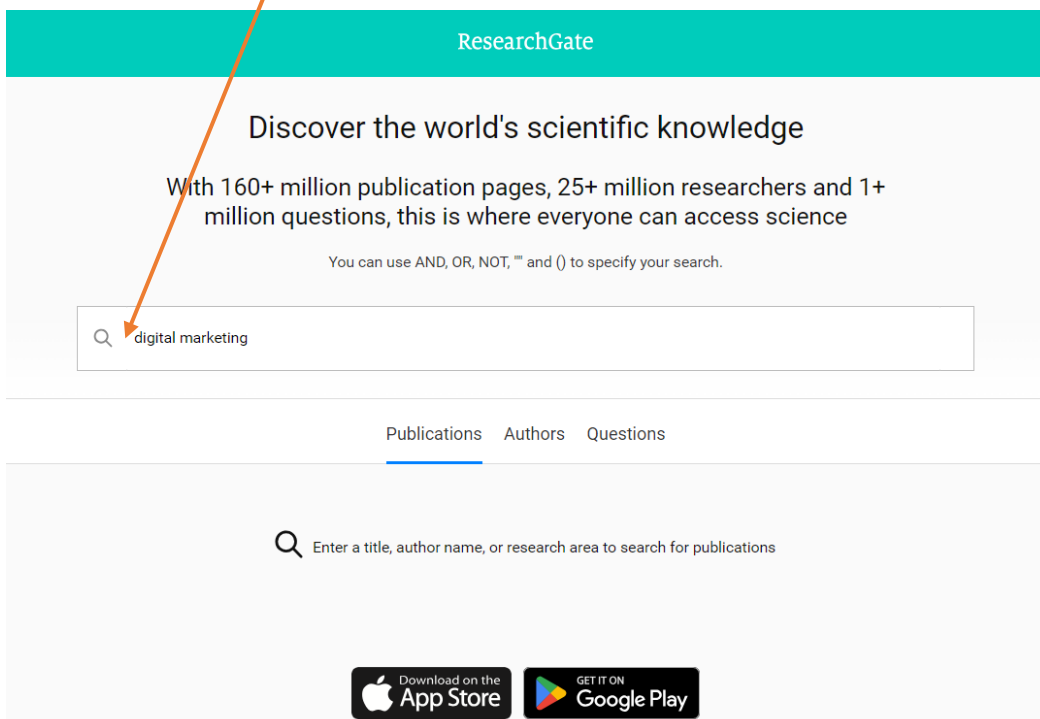 ResearchGate
Discover the world's scientific knowledge
With 160+ million publication pages, 25+ million researchers and 1+
million questions, this is where everyone can access science
You can use AND, OR, NOT, "" and () to specify your search.
digital marketing
Publications Authors Questions
Enter a title, author name, or research area to search for publications
Download on the
App Store
GET IT ON
Google Play